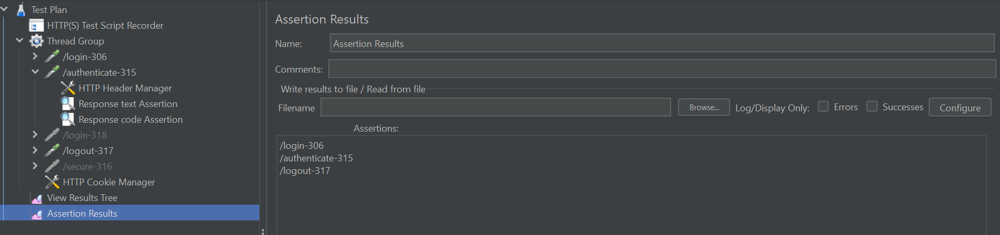 Test Plan
HTTP(S) Test Script Recorder
Thread Group
/login-306
/authenticate-315
HTTP Header Manager
Response text Assertion
Response code Assertion
/login-318
/logout-317
/secure-316
HTTP Cookie Manager
View Results Tree
Assertion Results
Assertion Results
Name: Assertion Results
Comments:
Write results to file / Read from file
Filename Browse... Log/Display Only: Errors Successes Configure
Assertions:
/login-306
/authenticate-315
/logout-317